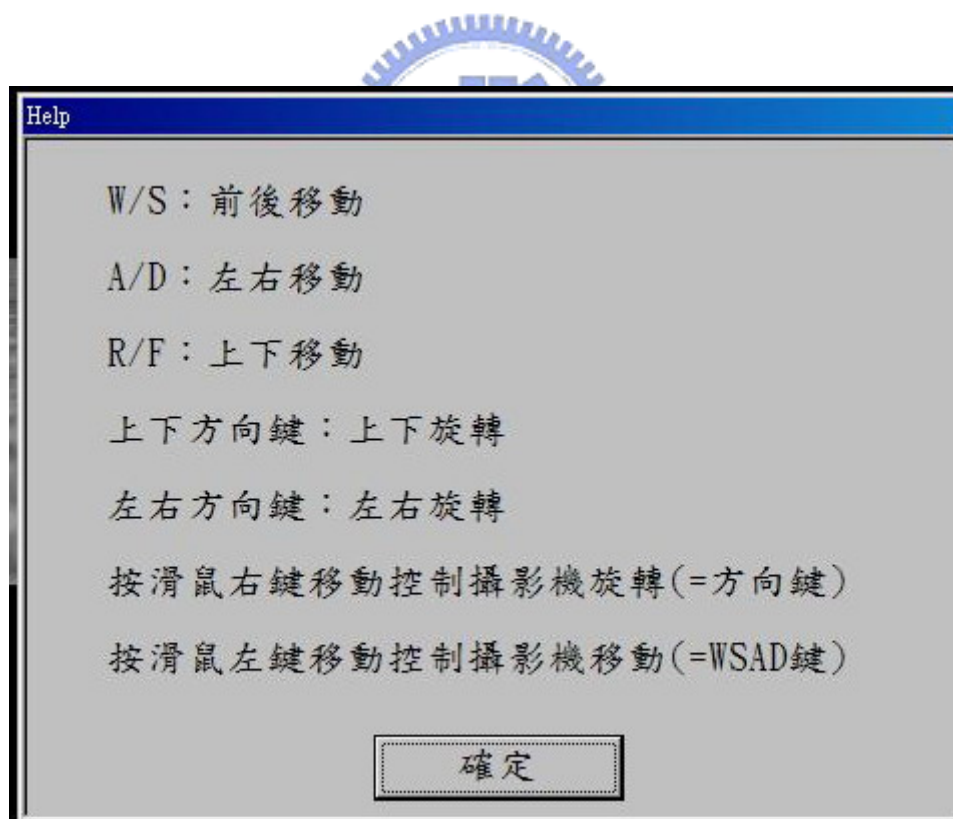 Help
W/S：前後移動
A/D：左右移動
R/F：上下移動
上下方向鍵：上下旋轉
左右方向鍵：左右旋轉
按滑鼠右鍵移動控制攝影機旋轉(=方向鍵)
按滑鼠左鍵移動控制攝影機移動(=WSAD鍵)
確定